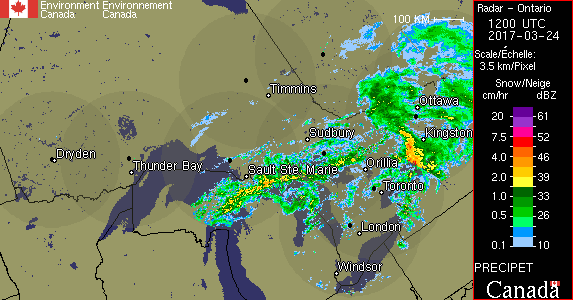 Environment Environnement
Canada Canada
100 KM
Timmins
Ottawa
Sudbury
Kingston
Dryden
Thunder Bay
Sault Ste. Marie
Orillia
Toronto
London
Windsor
Radar - Ontario
1200 UTC
2017-03-24
Scale/Échelle:
3.5 km/Pixel
Snow/Neige
cm/hr dBZ
20 61
7.5 52
4.0 46
2.0 39
1.0 33
0.5 26
0.1 10
PRECIPET
Canada